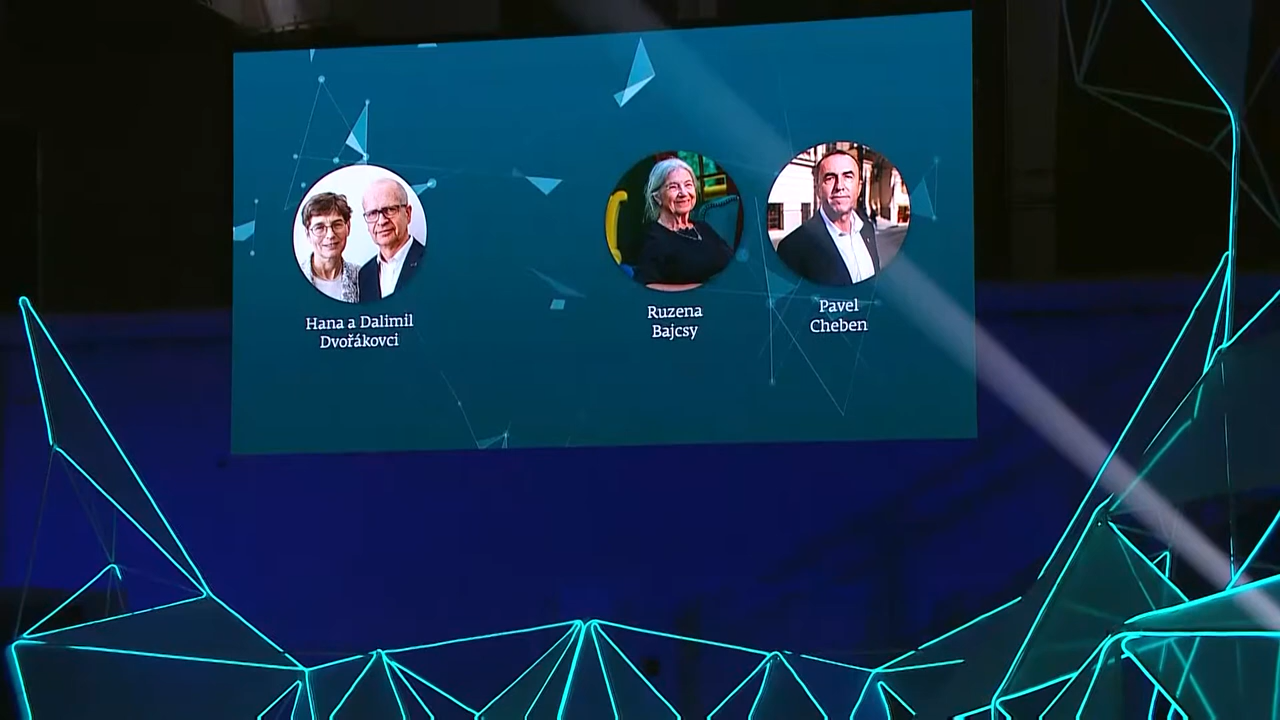 Hana a Dalimil
Dvořákovci
Ruzena
Bajcsy
Pavel
Cheben